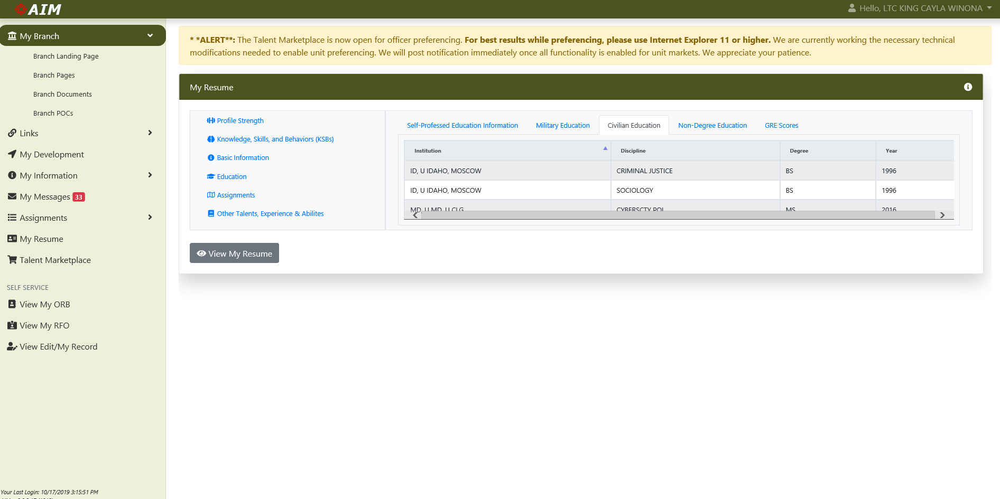 AIM
Hello, LTC KING CAYLA WINONA
My Branch
Branch Landing Page
Branch Pages
Branch Documents
Branch POCs
Links
My Development
My Information
My Messages 33
Assignments
My Resume
Talent Marketplace
SELF SERVICE
View My ORB
View My RFO
View Edit/My Record
Your Last Login: 10/17/2019 3:15:51 PM
* *ALERT**: The Talent Marketplace is now open for officer preferencing. For best results while preferencing, please use Internet Explorer 11 or higher. We are currently working the necessary technical
modifications needed to enable unit preferencing. We will post notification immediately once all functionality is enabled for unit markets. We appreciate your patience.
My Resume
Profile Strength
Knowledge, Skills, and Behaviors (KSBs)
Basic Information
Education
Assignments
Other Talents, Experience & Abilites
Self-Professed Education Information Military Education Civilian Education Non-Degree Education GRE Scores
Institution Discipline Degree Year
ID, U IDAHO, MOSCOW CRIMINAL JUSTICE BS 1996
ID, U IDAHO, MOSCOW SOCIOLOGY BS 1996
MD, U MD, U CLG CYBERSCTY POL MS 2016
View My Resume